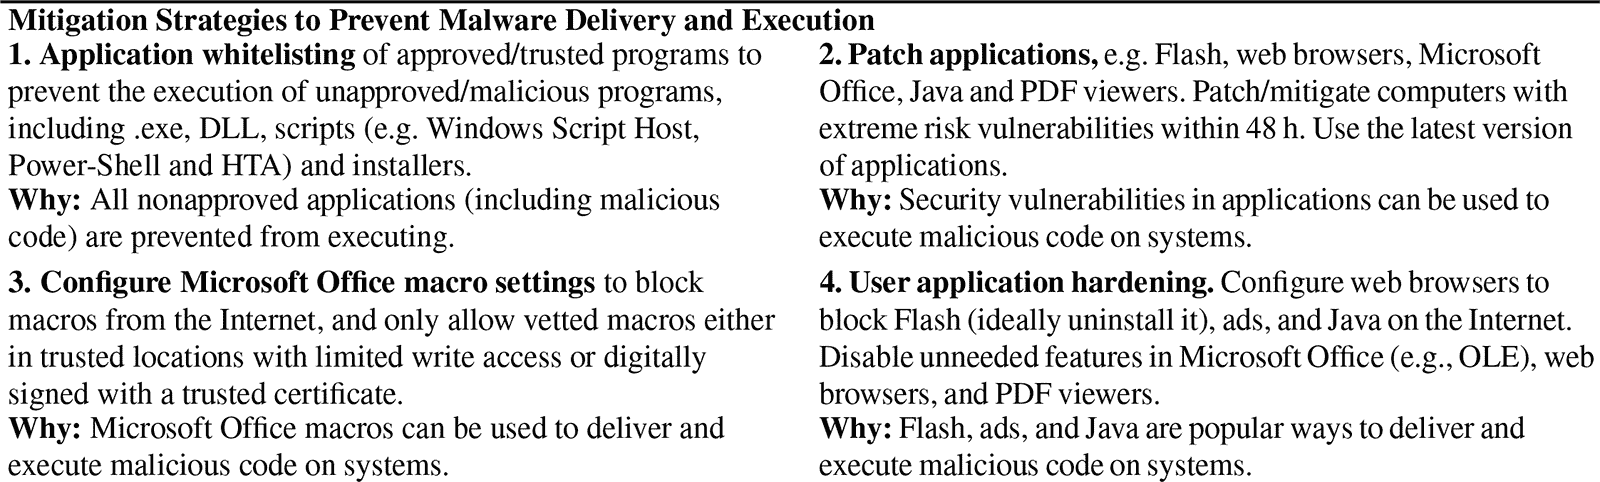 Mitigation Strategies to Prevent Malware Delivery and Execution
1. Application whitelisting of approved/trusted programs to
prevent the execution of unapproved/malicious programs,
including .exe, DLL, scripts (e.g. Windows Script Host,
Power-Shell and HTA) and installers.
Why: All nonapproved applications (including malicious
code) are prevented from executing.
2. Patch applications, e.g. Flash, web browsers, Microsoft
Office, Java and PDF viewers. Patch/mitigate computers with
extreme risk vulnerabilities within 48 h. Use the latest version
of applications.
Why: Security vulnerabilities in applications can be used to
execute malicious code on systems.
3. Configure Microsoft Office macro settings to block
macros from the Internet, and only allow vetted macros either
in trusted locations with limited write access or digitally
signed with a trusted certificate.
Why: Microsoft Office macros can be used to deliver and
execute malicious code on systems.
4. User application hardening. Configure web browsers to
block Flash (ideally uninstall it), ads, and Java on the Internet.
Disable unneeded features in Microsoft Office (e.g., OLE), web
browsers, and PDF viewers.
Why: Flash, ads, and Java are popular ways to deliver and
execute malicious code on systems.